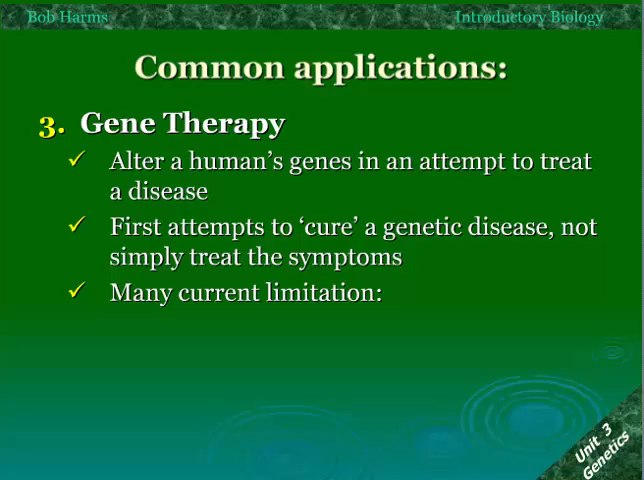 Bob Harms
Introductory Biology
Common applications:
3. Gene Therapy
✓ Alter a human’s genes in an attempt to treat
a disease
✓ First attempts to ‘cure’ a genetic disease, not
simply treat the symptoms
✓ Many current limitation:
Unit 3
Genetics